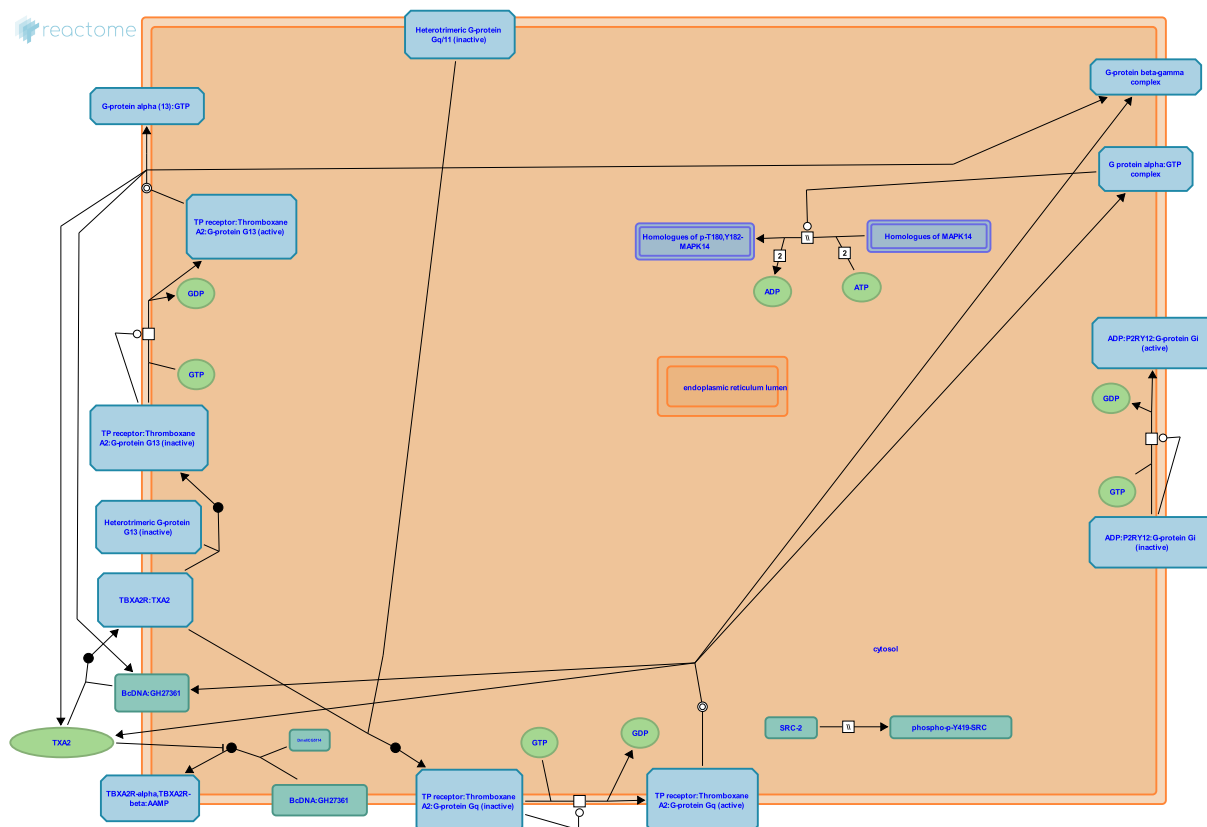 reactome
Heterotrimeric G-protein
Gq/11 (inactive)
G-protein beta-gamma
complex
G-protein alpha (13):GTP
G protein alpha:GTP
complex
TP receptor:Thromboxane
A2:G-protein G13 (active)
Homologues of p-T180,Y182-
MAPK14
Homologues of MAPK14
\\
2
2
ADP
ATP
GDP
GTP
ADP:P2RY12:G-protein Gi
(active)
endoplasmic reticulum lumen
GDP
TP receptor:Thromboxane
A2:G-protein G13 (inactive)
GTP
Heterotrimeric G-protein
G13 (inactive)
ADP:P2RY12:G-protein Gi
(inactive)
TBXA2R:TXA2
cytosol
BcDNA:GH27361
TXA2
GTP
GDP
SRC-2
\\
phospho-p-Y419-SRC
TBXA2R-alpha,TBXA2R-
beta:AAMP
BcDNA:GH27361
TP receptor:Thromboxane
A2:G-protein Gq (inactive)
TP receptor:Thromboxane
A2:G-protein Gq (active)